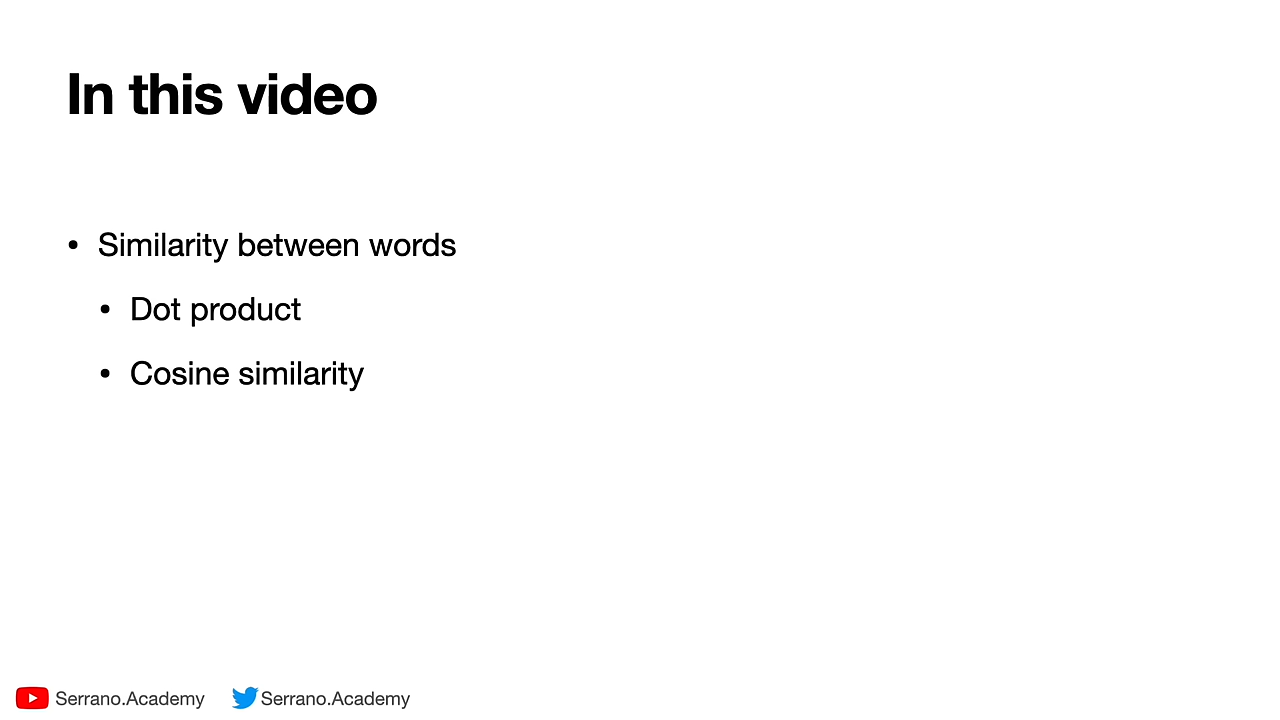 In this video
• Similarity between words
• Dot product
• Cosine similarity
Serrano.Academy Serrano.Academy